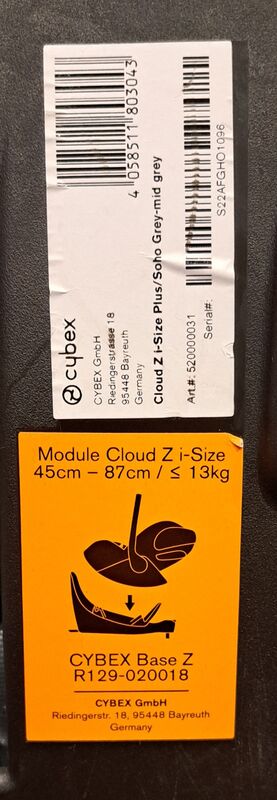 4 058511 803043
cybex
CYBEX GmbH
Riedingerstrasse 18
95448 Bayreuth
Germany
Cloud Z i-Size Plus/Soho Grey-mid grey
Art.#: 520000031
Serial#:
S22AFGHO1096
Module Cloud Z i-Size
45cm – 87cm / ≤ 13kg
CYBEX Base Z
R129-020018
CYBEX GmbH
Riedingerstr. 18, 95448 Bayreuth
Germany